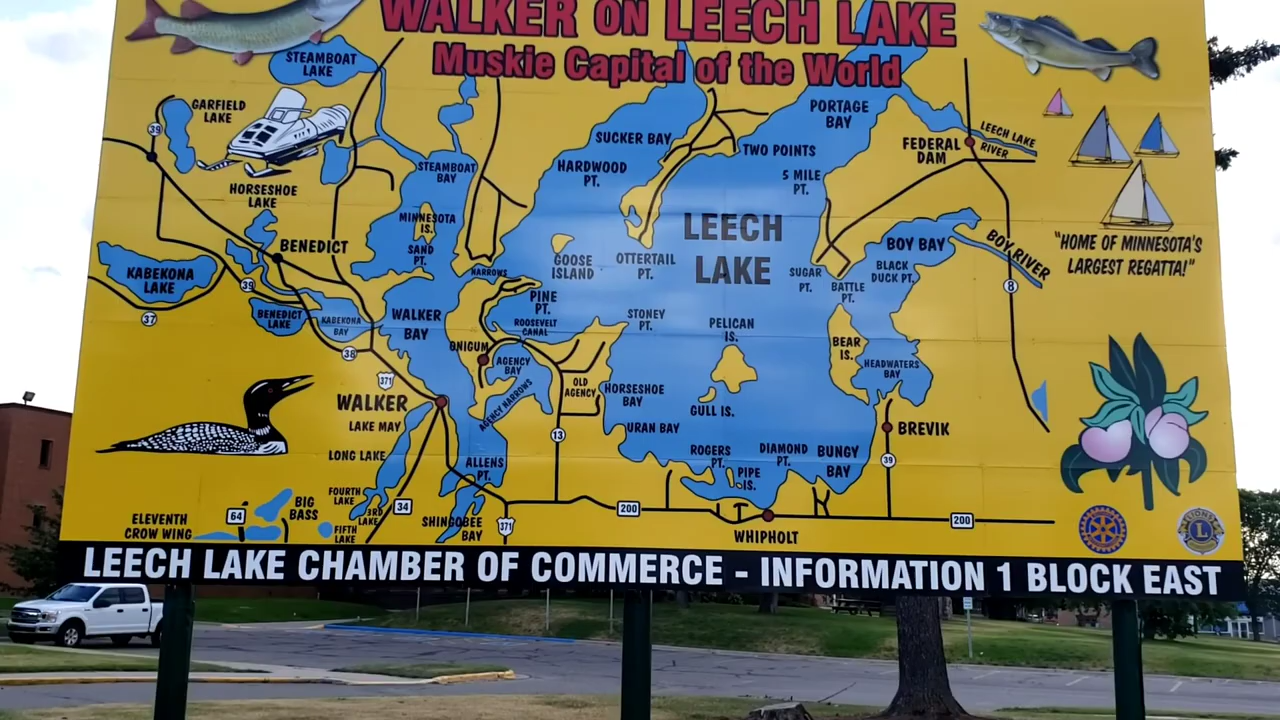 WALKER ON LEECH LAKE
Muskie Capital of the World
STEAMBOAT
LAKE
GARFIELD
LAKE
39
HORSESHOE
LAKE
STEAMBOAT
BAY
SUCKER BAY
HARDWOOD
PT.
TWO POINTS
PORTAGE
BAY
5 MILE
PT.
FEDERAL
DAM
LEECH LAKE
RIVER
MINNESOTA
IS.
SAND
PT.
BENEDICT
KABEKONA
LAKE
39
37
BENEDICT
LAKE
KABEKONA
BAY
38
WALKER
BAY
NARROWS
GOOSE
ISLAND
OTTERTAIL
PT.
LEECH
LAKE
SUGAR
PT.
BATTLE
PT.
BOY BAY
BLACK
DUCK PT.
BOY RIVER
8
"HOME OF MINNESOTA'S
LARGEST REGATTA!"
PINE
PT.
ROOSEVELT
CANAL
STONEY
PT.
PELICAN
IS.
BEAR
IS.
HEADWATERS
BAY
ONIGUM
AGENCY
BAY
AGENCY NARROWS
OLD
AGENCY
HORSESHOE
BAY
GULL IS.
371
WALKER
LAKE MAY
LONG LAKE
13
URAN BAY
ROGERS
PT.
DIAMOND
PT.
BUNGY
BAY
PIPE
IS.
BREVIK
39
ALLENS
PT.
FOURTH
LAKE
3RD
LAKE
34
64
BIG
BASS
FIFTH
LAKE
ELEVENTH
CROW WING
SHINGOBEE
BAY
371
200
WHIPHOLT
200
LIONS
L
LEECH LAKE CHAMBER OF COMMERCE - INFORMATION 1 BLOCK EAST